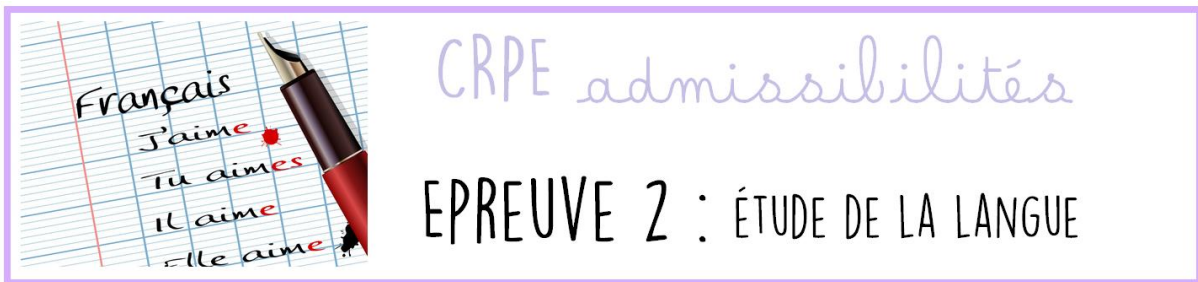 Français
J'aime
Tu aimes
Il aime
Elle aime
CRPE admissibilités
EPREUVE 2 : ÉTUDE DE LA LANGUE